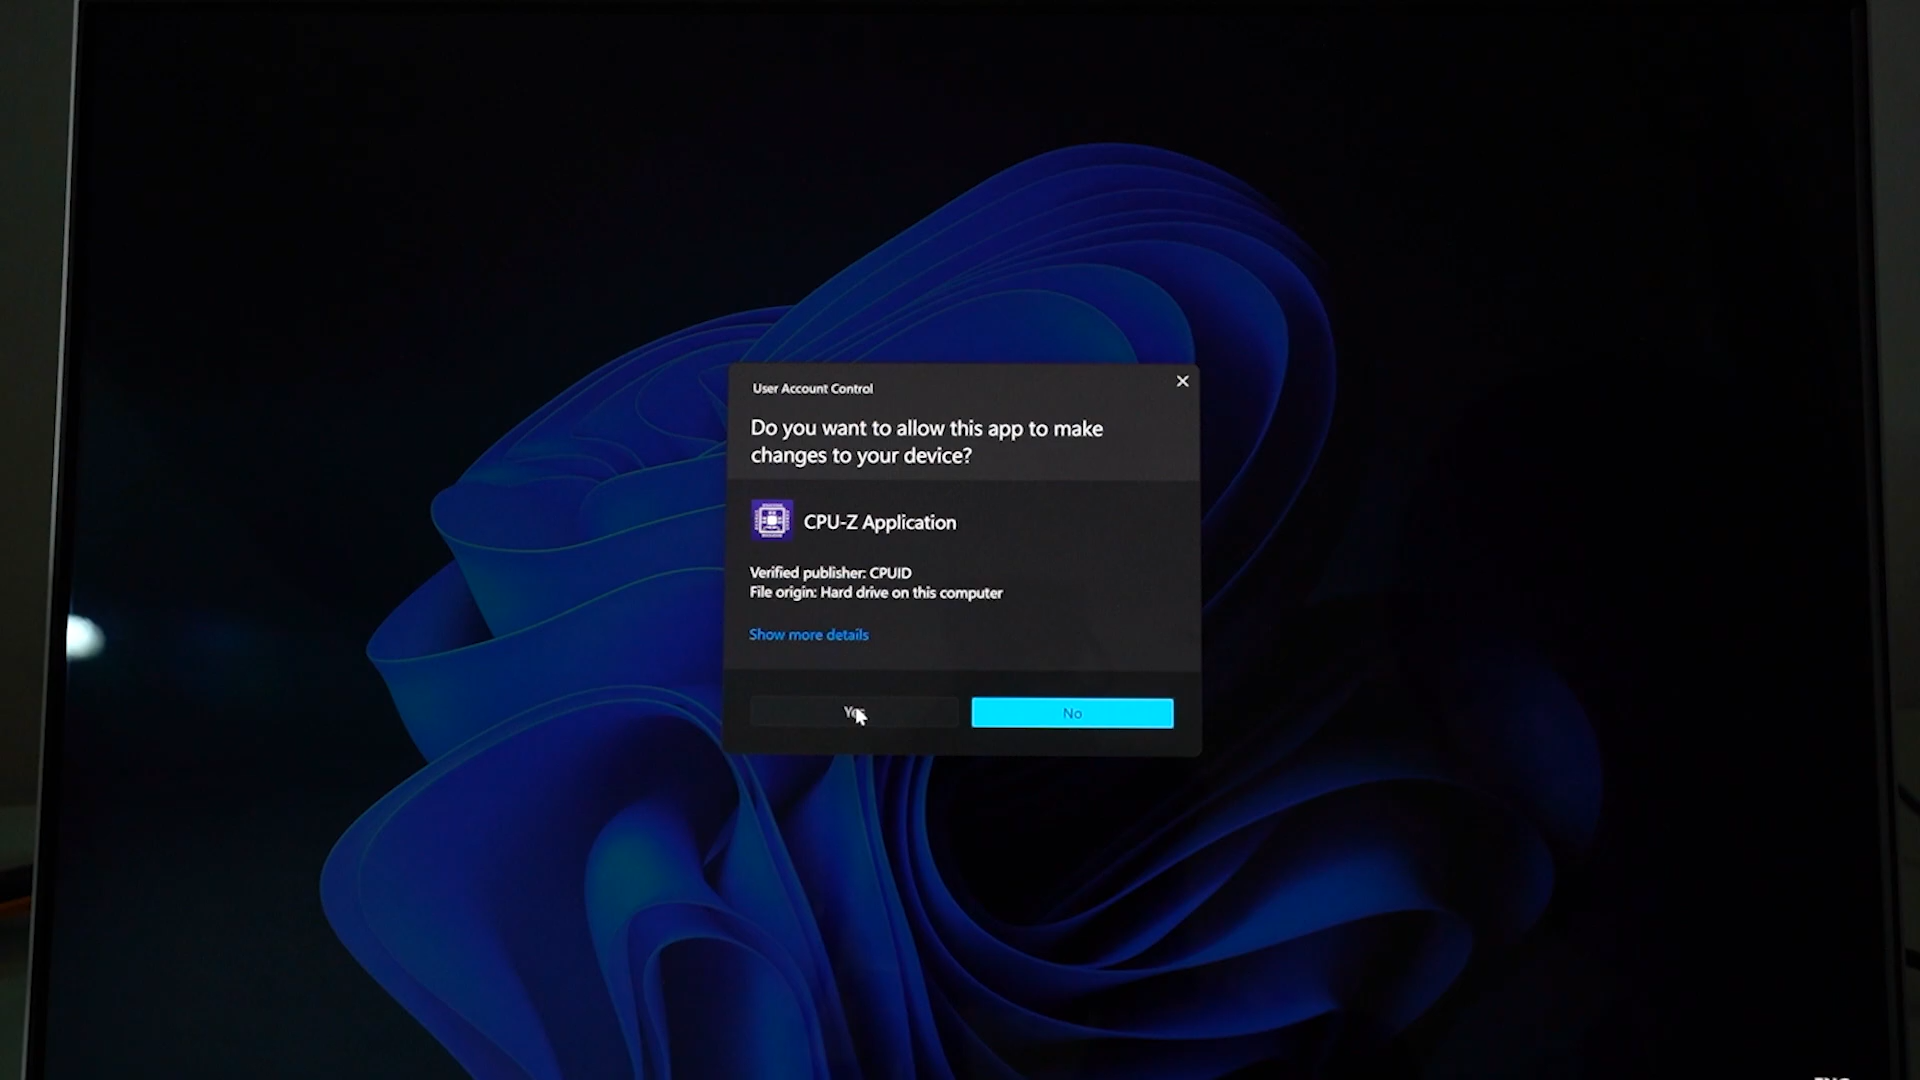 User Account Control
Do you want to allow this app to make
changes to your device?
CPU-Z Application
Verified publisher: CPUID
File origin: Hard drive on this computer
Show more details
Yes
No